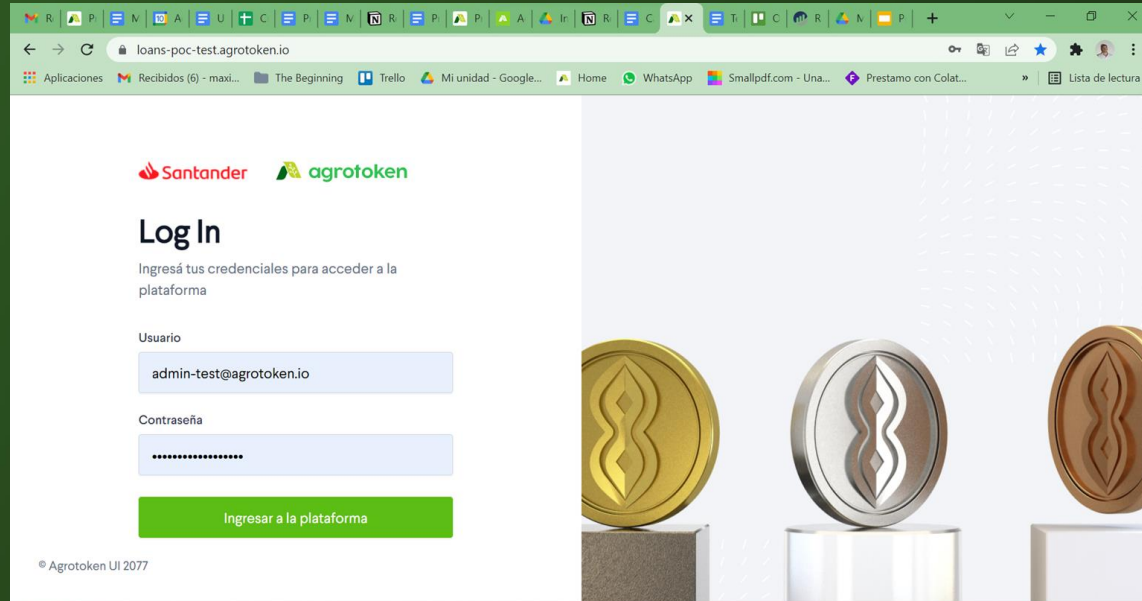 R
P
M
A
U
C
P
M
R
P
P
A
In
R
C
T
C
R
N
P
loans-poc-test.agrotoken.io
Aplicaciones
Recibidos (6) - maxi...
The Beginning
Trello
Mi unidad - Google...
Home
WhatsApp
Smallpdf.com - Una...
Prestamo con Colat...
»
Lista de lectura
Santander
agrotoken
Log In
Ingresá tus credenciales para acceder a la
plataforma
Usuario
admin-test@agrotoken.io
Contraseña
••••••••••••••••••
Ingresar a la plataforma
© Agrotoken UI 2077